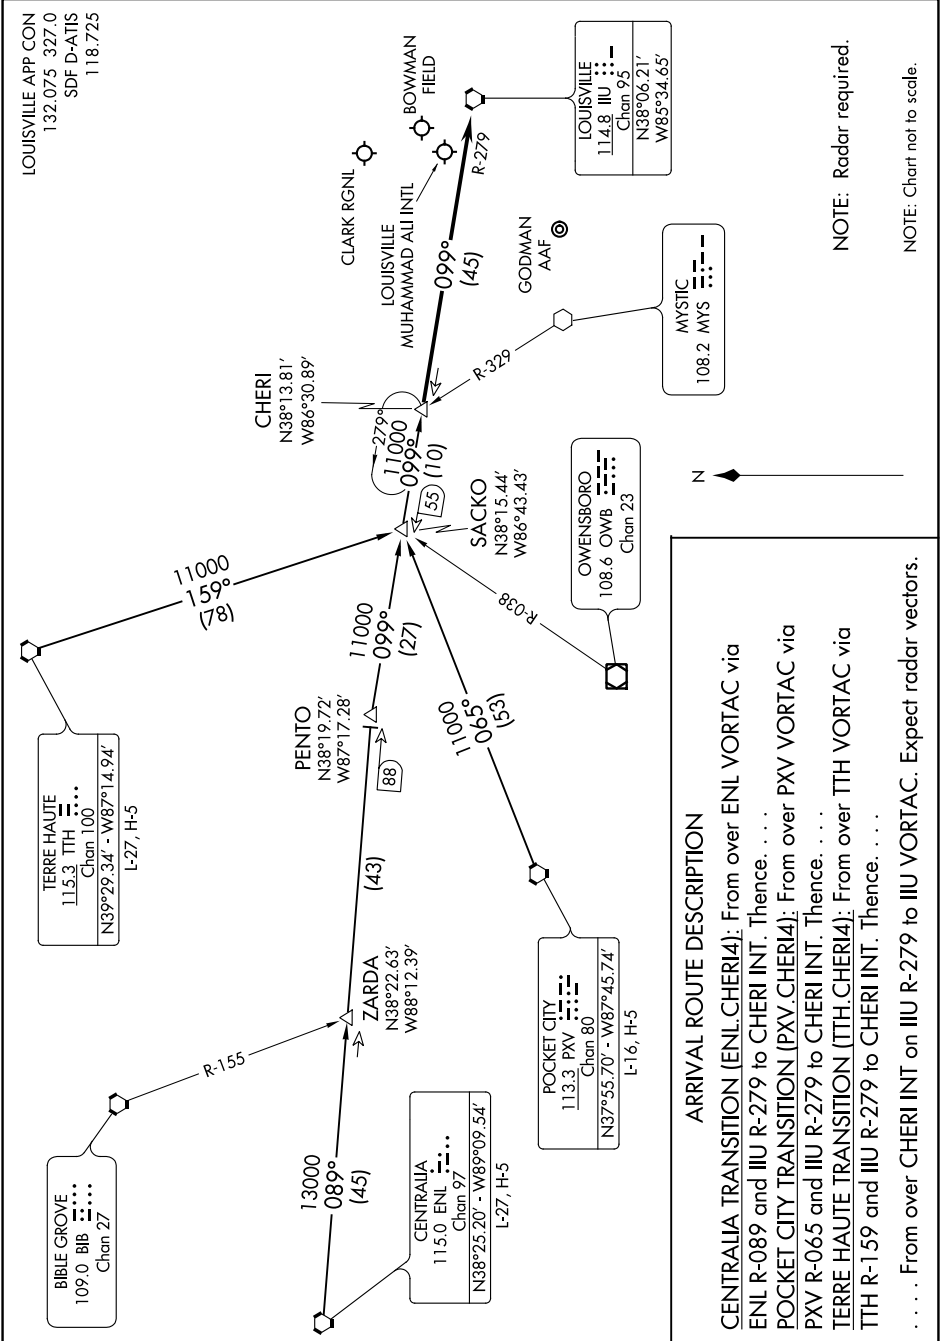 LOUISVILLE APP CON
132.075 327.0
SDF D-ATIS
118.725
BIBLE GROVE
109.0 BIB
Chan 27
R-155
TERRE HAUTE
115.3 TTH
Chan 100
N39°29.34′ - W87°14.94′
L-27, H-5
11000
159°
(78)
CHERI
N38°13.81′
W86°30.89′
CLARK RGNL
BOWMAN
FIELD
LOUISVILLE
MUHAMMAD ALI INTL
13000
089°
(45)
ZARDA
N38°22.63′
W88°12.39′
(43)
PENTO
N38°19.72′
W87°17.28′
88
11000
099°
(27)
279°
11000
099°
(10)
55
SACKO
N38°15.44′
W86°43.43′
099°
(45)
R-279
GODMAN
AAF
LOUISVILLE
114.8 IIU
Chan 95
N38°06.21′
W85°34.65′
CENTRALIA
115.0 ENL
Chan 97
N38°25.20′ - W89°09.54′
L-27, H-5
POCKET CITY
113.3 PXV
Chan 80
N37°55.70′ - W87°45.74′
L-16, H-5
11000
065°
(53)
R-038
OWENSBORO
108.6 OWB
Chan 23
R-329
MYSTIC
108.2 MYS
N
NOTE: Radar required.
NOTE: Chart not to scale.
ARRIVAL ROUTE DESCRIPTION
CENTRALIA TRANSITION (ENL.CHERI4): From over ENL VORTAC via
ENL R-089 and IIU R-279 to CHERI INT. Thence. . . .
POCKET CITY TRANSITION (PXV.CHERI4): From over PXV VORTAC via
PXV R-065 and IIU R-279 to CHERI INT. Thence. . . .
TERRE HAUTE TRANSITION (TTH.CHERI4): From over TTH VORTAC via
TTH R-159 and IIU R-279 to CHERI INT. Thence. . . .
. . . . From over CHERI INT on IIU R-279 to IIU VORTAC. Expect radar vectors.